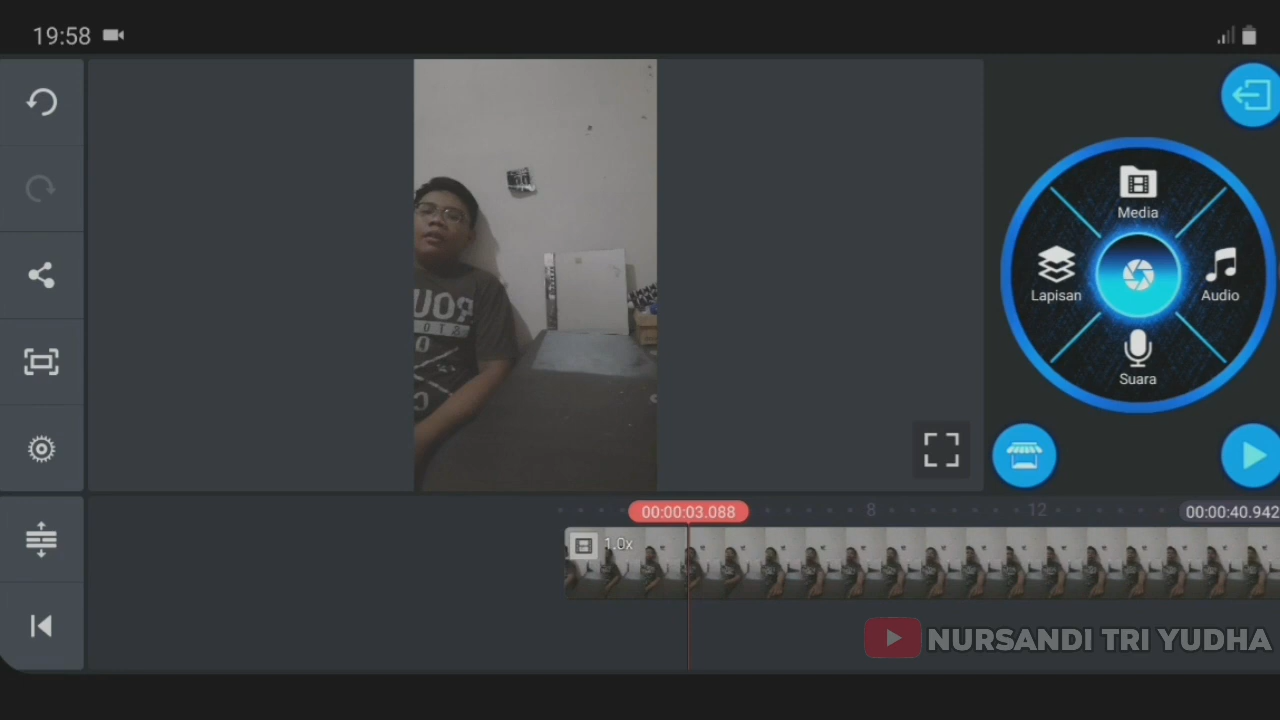 19:58
Media
Lapisan
Audio
Suara
00:00:03.088
8
12
00:00:40.942
1.0x
NURSANDI TRI YUDHA